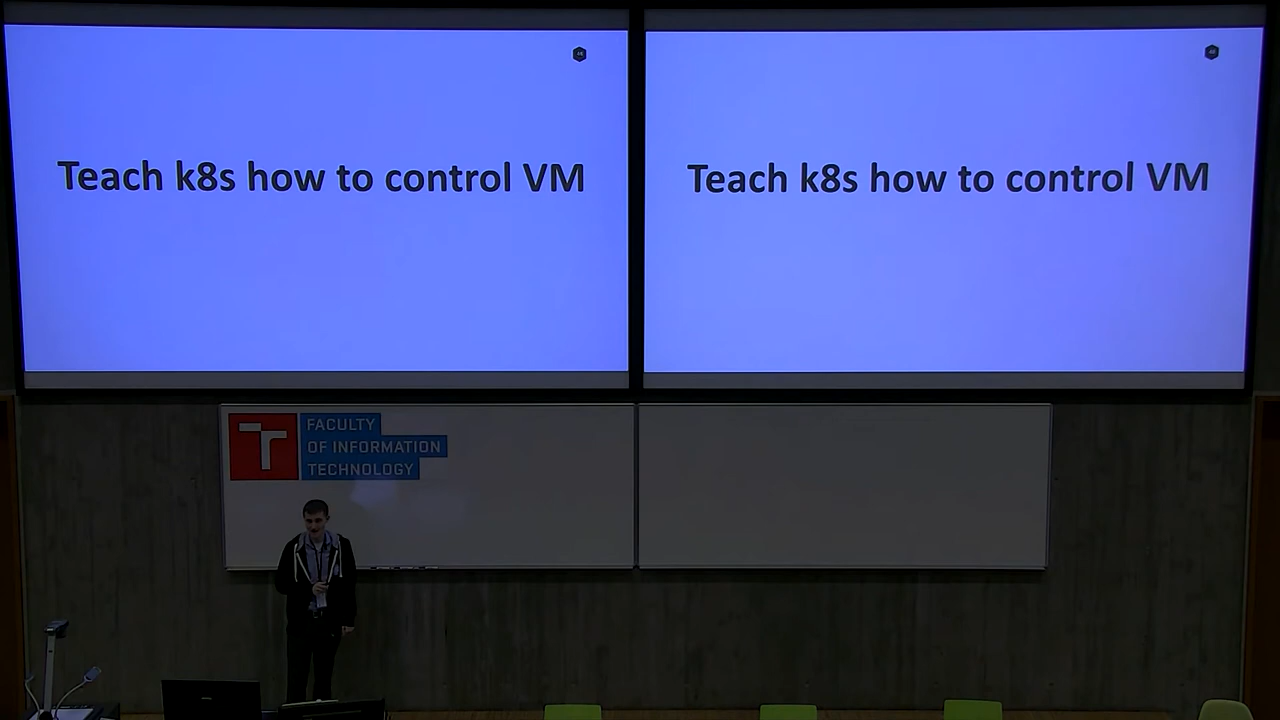 Teach k8s how to control VM
Teach k8s how to control VM
FACULTY
OF INFORMATION
TECHNOLOGY